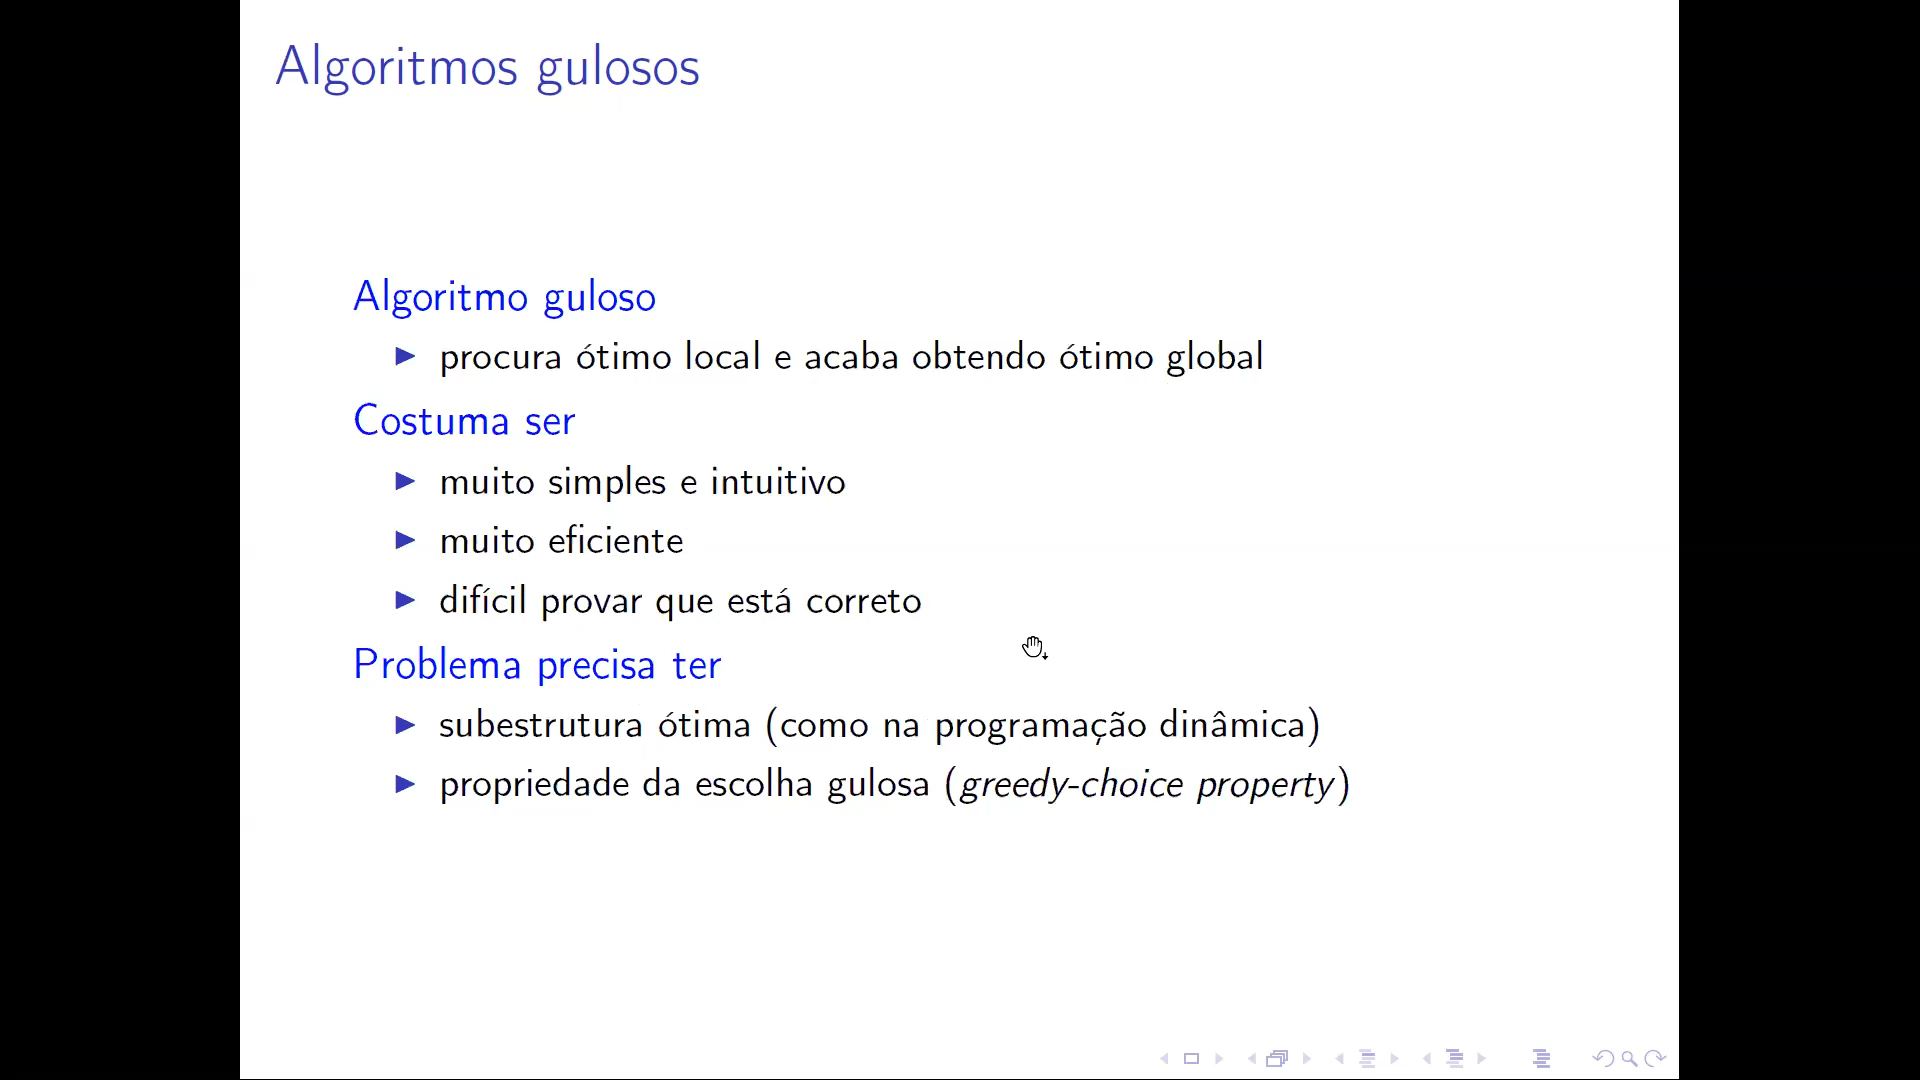 Algoritmos gulosos
Algoritmo guloso
procura ótimo local e acaba obtendo ótimo global
Costuma ser
muito simples e intuitivo
muito eficiente
difícil provar que está correto
Problema precisa ter
subestrutura ótima (como na programação dinâmica)
propriedade da escolha gulosa (greedy-choice property)